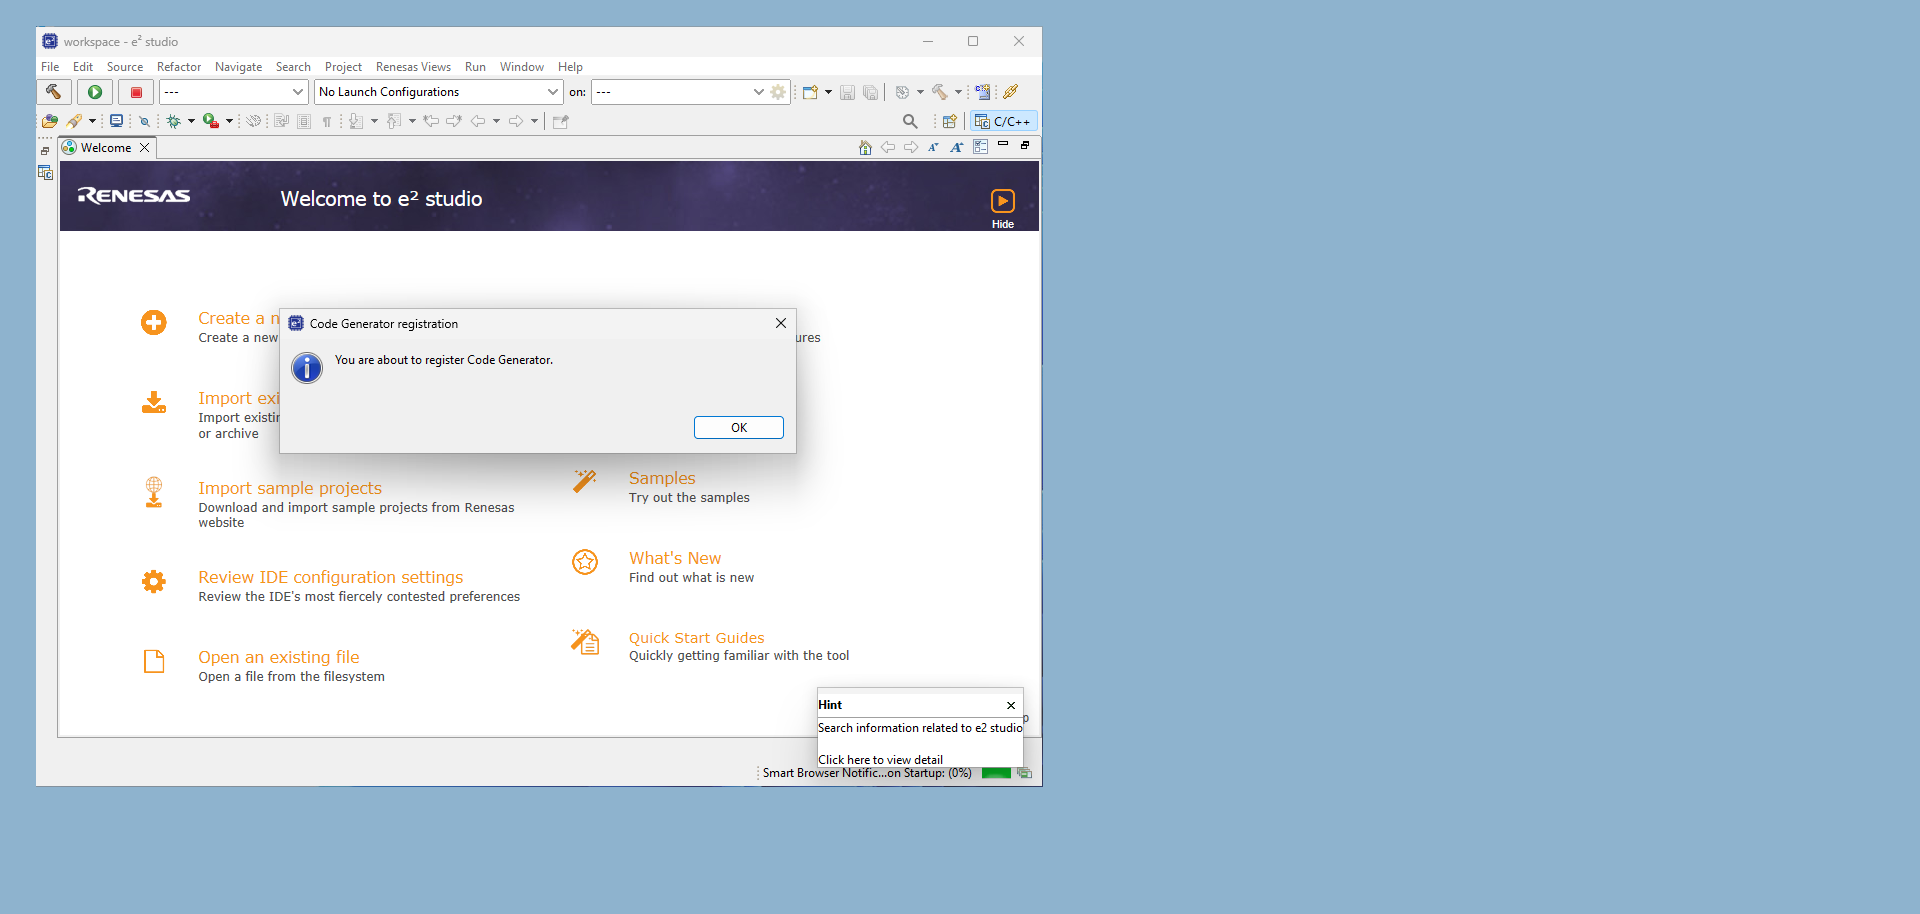 workspace - e² studio
File Edit Source Refactor Navigate Search Project Renesas Views Run Window Help
--- No Launch Configurations on: ---
C/C++
Welcome
RENESAS Welcome to e² studio
Hide
Create a n
Create a new
ures
Code Generator registration
You are about to register Code Generator.
OK
Import exi
Import existin
or archive
Import sample projects
Download and import sample projects from Renesas
website
Samples
Try out the samples
Review IDE configuration settings
Review the IDE's most fiercely contested preferences
What's New
Find out what is new
Open an existing file
Open a file from the filesystem
Quick Start Guides
Quickly getting familiar with the tool
Hint
Search information related to e2 studio
Click here to view detail
Smart Browser Notific...on Startup: (0%)